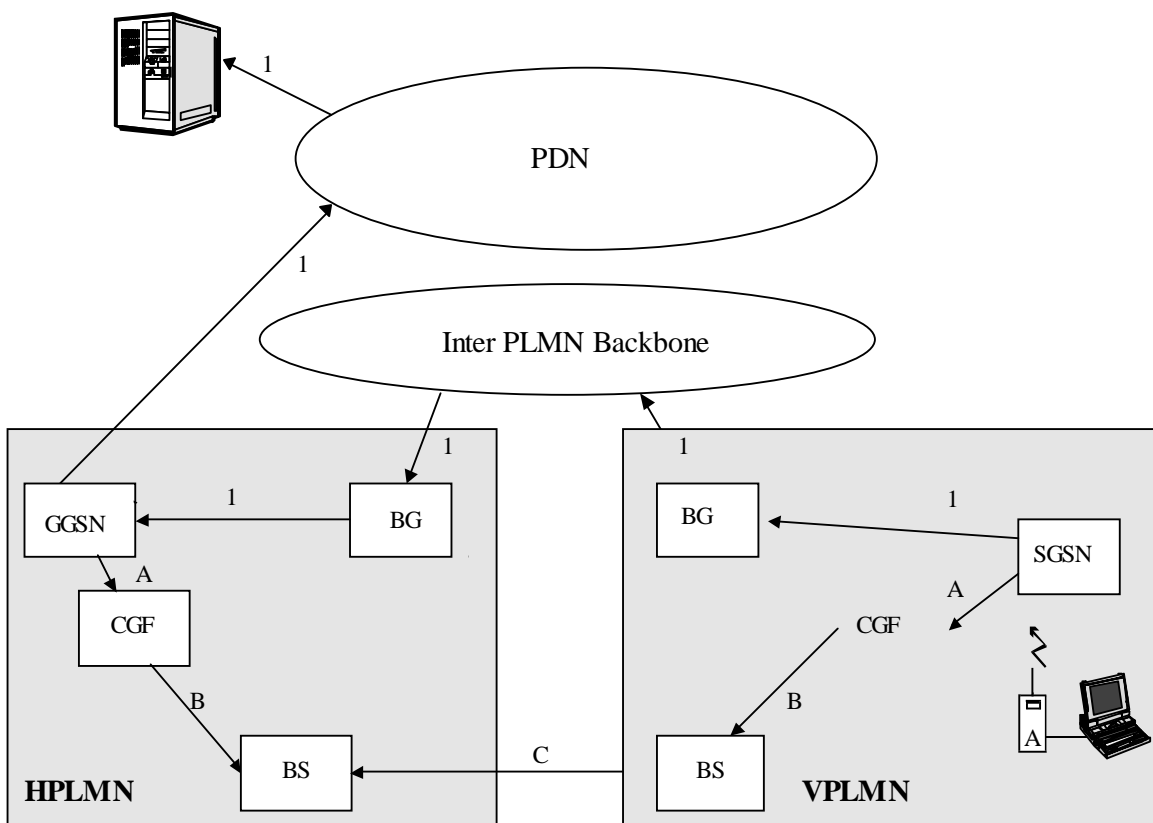 1
PDN
1
Inter PLMN Backbone
1
1
1
1
GGSN
BG
BG
SGSN
A
A
CGF
CGF
B
B
A
C
BS
BS
HPLMN
VPLMN